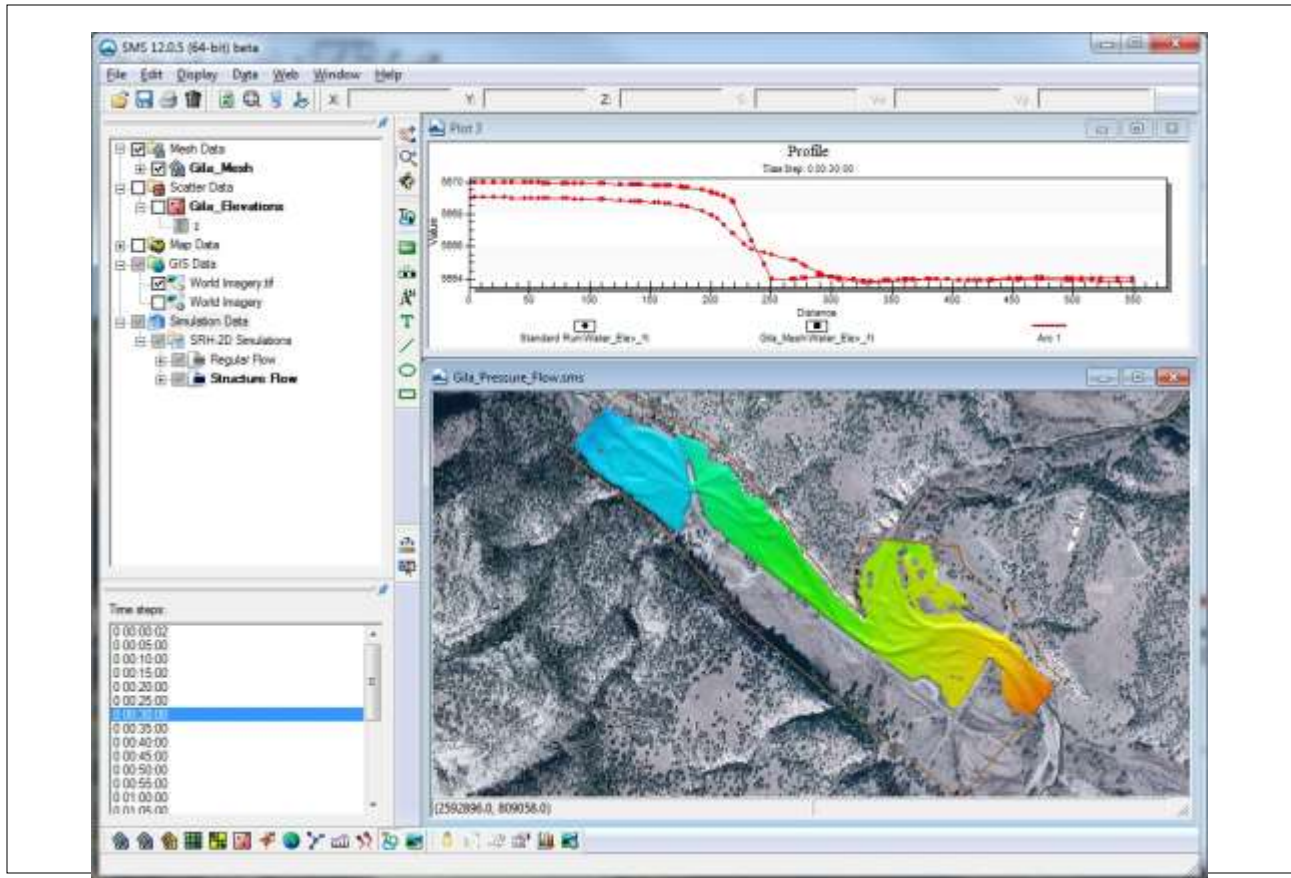 SMS 12.0.5 (64-bit) beta
File Edit Display Data Web Window Help
X: Y: Z:
Mesh Data
Gila_Mesh
Scatter Data
Gila_Elevations
z
Map Data
GIS Data
World Imagery.tif
World Imagery
Simulation Data
SRH-2D Simulations
Regular Flow
Structure Flow
Time steps:
0 00:00:02
0 00:05:00
0 00:10:00
0 00:15:00
0 00:20:00
0 00:25:00
0 00:30:00
0 00:35:00
0 00:40:00
0 00:45:00
0 00:50:00
0 00:55:00
0 01:00:00
0 01:05:00
Plot 3
Profile
Time Step: 0 00:30:00
Value
0 50 100 150 200 250 300 350 400 450 500 550
Distance
Standard Run:Water_Elev_ft Gila_Mesh:Water_Elev_ft Arc 1
Gila_Pressure_Flow.sms
(2592896.0, 809058.0)